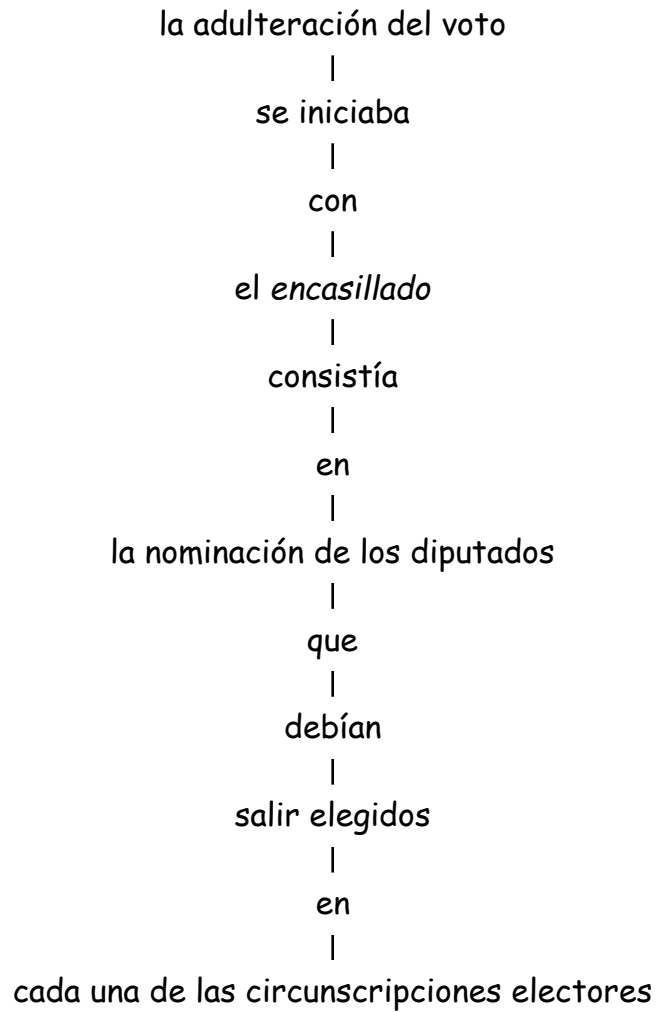 la adulteración del voto
se iniciaba
con
el encasillado
consistía
en
la nominación de los diputados
que
debían
salir elegidos
en
cada una de las circunscripciones electores